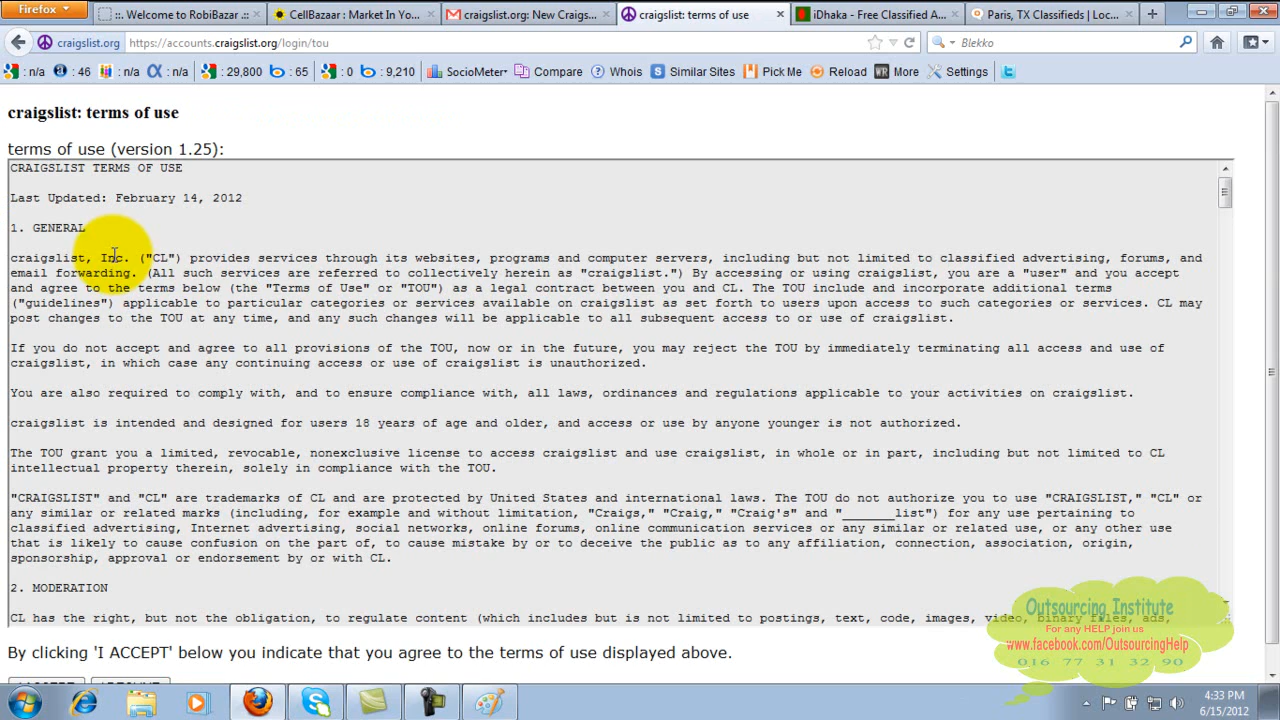 Firefox
::. Welcome to RobiBazar .::
CellBazaar : Market In Yo...
craigslist.org: New Craigs...
craigslist: terms of use
iDhaka - Free Classified A...
Paris, TX Classifieds | Loc...
craigslist.org
https://accounts.craigslist.org/login/tou
Blekko
: n/a : 46 : n/a : n/a : 29,800 : 65 : 0 : 9,210 SocioMeter Compare Whois Similar Sites Pick Me Reload More Settings
craigslist: terms of use
terms of use (version 1.25):
CRAIGSLIST TERMS OF USE
Last Updated: February 14, 2012
1. GENERAL
craigslist, Inc. ("CL") provides services through its websites, programs and computer servers, including but not limited to classified advertising, forums, and
email forwarding. (All such services are referred to collectively herein as "craigslist.") By accessing or using craigslist, you are a "user" and you accept
and agree to the terms below (the "Terms of Use" or "TOU") as a legal contract between you and CL. The TOU include and incorporate additional terms
("guidelines") applicable to particular categories or services available on craigslist as set forth to users upon access to such categories or services. CL may
post changes to the TOU at any time, and any such changes will be applicable to all subsequent access to or use of craigslist.
If you do not accept and agree to all provisions of the TOU, now or in the future, you may reject the TOU by immediately terminating all access and use of
craigslist, in which case any continuing access or use of craigslist is unauthorized.
You are also required to comply with, and to ensure compliance with, all laws, ordinances and regulations applicable to your activities on craigslist.
craigslist is intended and designed for users 18 years of age and older, and access or use by anyone younger is not authorized.
The TOU grant you a limited, revocable, nonexclusive license to access craigslist and use craigslist, in whole or in part, including but not limited to CL
intellectual property therein, solely in compliance with the TOU.
"CRAIGSLIST" and "CL" are trademarks of CL and are protected by United States and international laws. The TOU do not authorize you to use "CRAIGSLIST," "CL" or
any similar or related marks (including, for example and without limitation, "Craigs," "Craig," "Craig's" and "_______list") for any use pertaining to
classified advertising, Internet advertising, social networks, online forums, online communication services or any similar or related use, or any other use
that is likely to cause confusion on the part of, to cause mistake by or to deceive the public as to any affiliation, connection, association, origin,
sponsorship, approval or endorsement by or with CL.
2. MODERATION
CL has the right, but not the obligation, to regulate content (which includes but is not limited to postings, text, code, images, video, binary files, ads,
Outsourcing Institute
For any HELP join us
www.facebook.com/OutsourcingHelp
016 77 31 32 90
By clicking 'I ACCEPT' below you indicate that you agree to the terms of use displayed above.
4:33 PM
6/15/2012